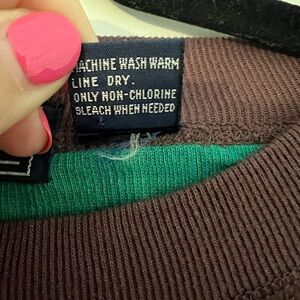 MACHINE WASH WARM
LINE DRY.
ONLY NON-CHLORINE
BLEACH WHEN NEEDED